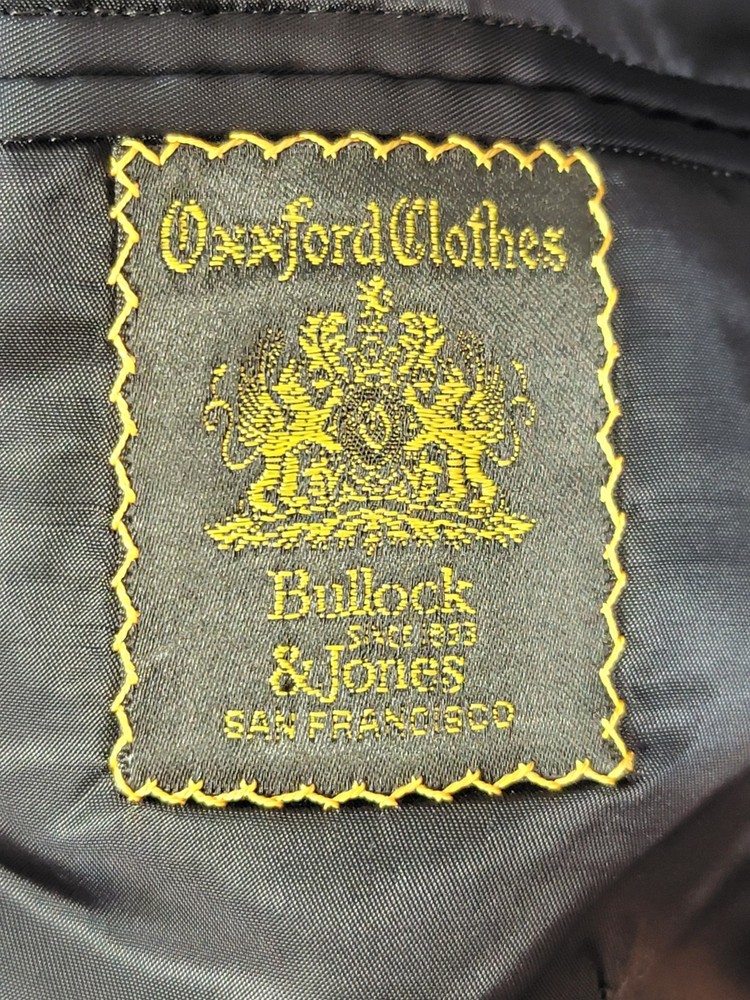 Oxxford Clothes
Bullock
SINCE 1853
& Jones
SAN FRANCISCO